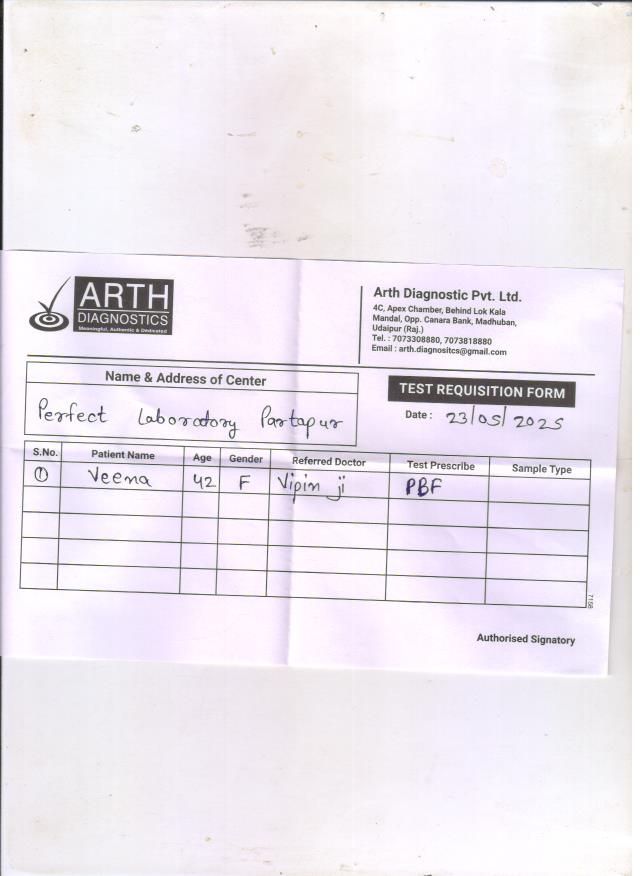 ARTH
DIAGNOSTICS
Meaningful, Authentic & Dedicated
Arth Diagnostic Pvt. Ltd.
4C, Apex Chamber, Behind Lok Kala
Mandal, Opp. Canara Bank, Madhuban,
Udaipur (Raj.)
Tel. : 7073308880, 7073818880
Email : arth.diagnositcs@gmail.com
Name & Address of Center
Perfect Laboratory Partapur
TEST REQUISITION FORM
Date : 23/05/2025
S.No. Patient Name Age Gender Referred Doctor Test Prescribe Sample Type
1 Veena 42 F Vipin ji PBF
7158
Authorised Signatory